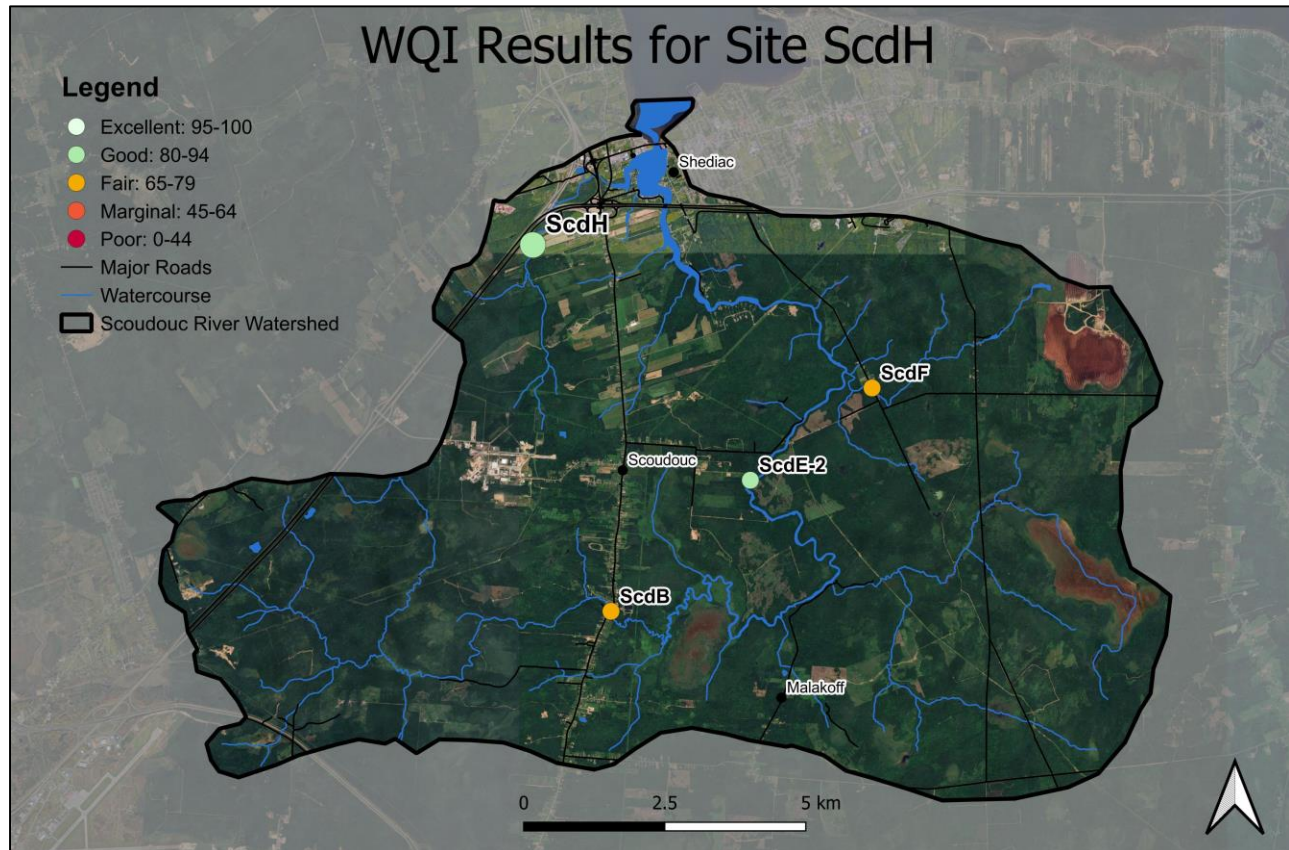 WQI Results for Site ScdH
Legend
Excellent: 95-100
Good: 80-94
Fair: 65-79
Marginal: 45-64
Poor: 0-44
Major Roads
Watercourse
Scoudouc River Watershed
Shediac
ScdH
ScdF
Scoudouc
ScdE-2
ScdB
Malakoff
0 2.5 5 km